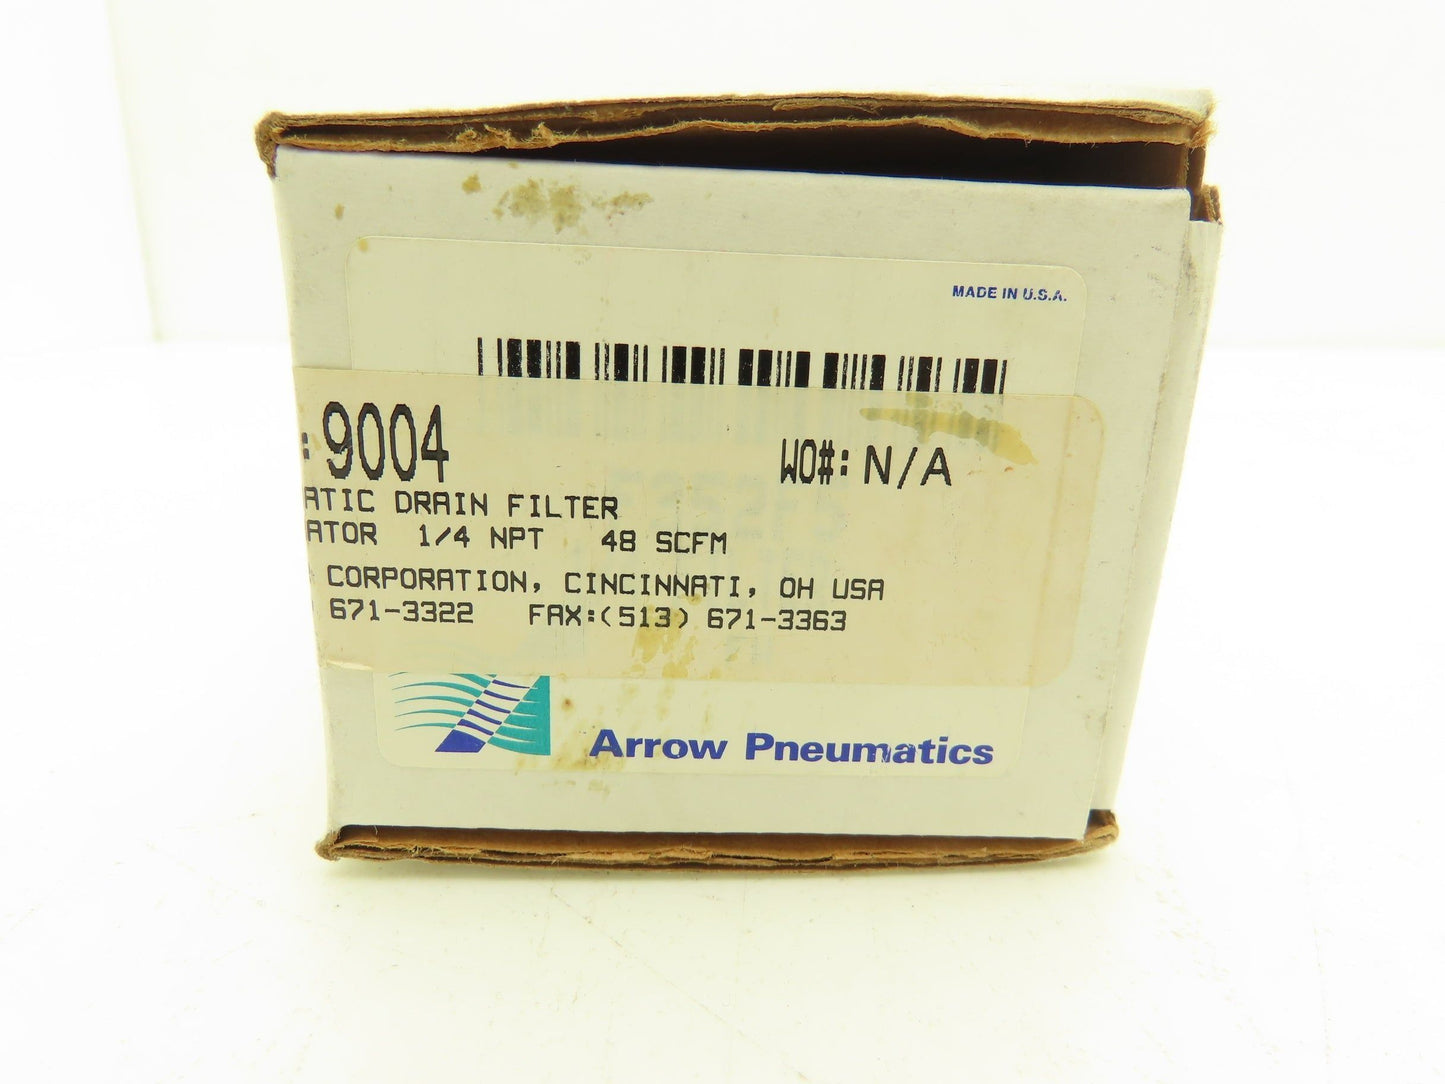 MADE IN U.S.A.
:9004 WO#: N/A
ATIC DRAIN FILTER
ATOR 1/4 NPT 48 SCFM
CORPORATION, CINCINNATI, OH USA
671-3322 FAX:(513) 671-3363
Arrow Pneumatics